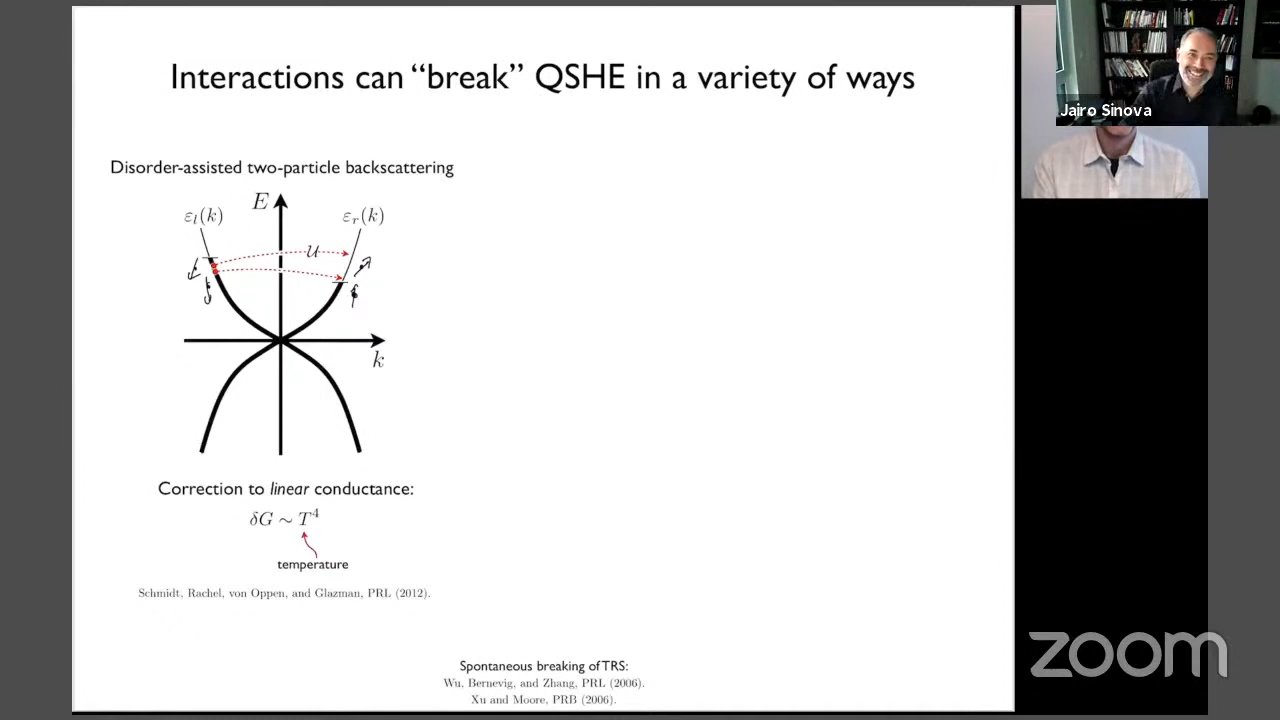 Interactions can “break” QSHE in a variety of ways
Jairo Sinova
Disorder-assisted two-particle backscattering
E
εl(k)
εr(k)
𝒰
k
Correction to linear conductance:
δG ∼ T⁴
temperature
Schmidt, Rachel, von Oppen, and Glazman, PRL (2012).
Spontaneous breaking of TRS:
Wu, Bernevig, and Zhang, PRL (2006).
Xu and Moore, PRB (2006).
zoom